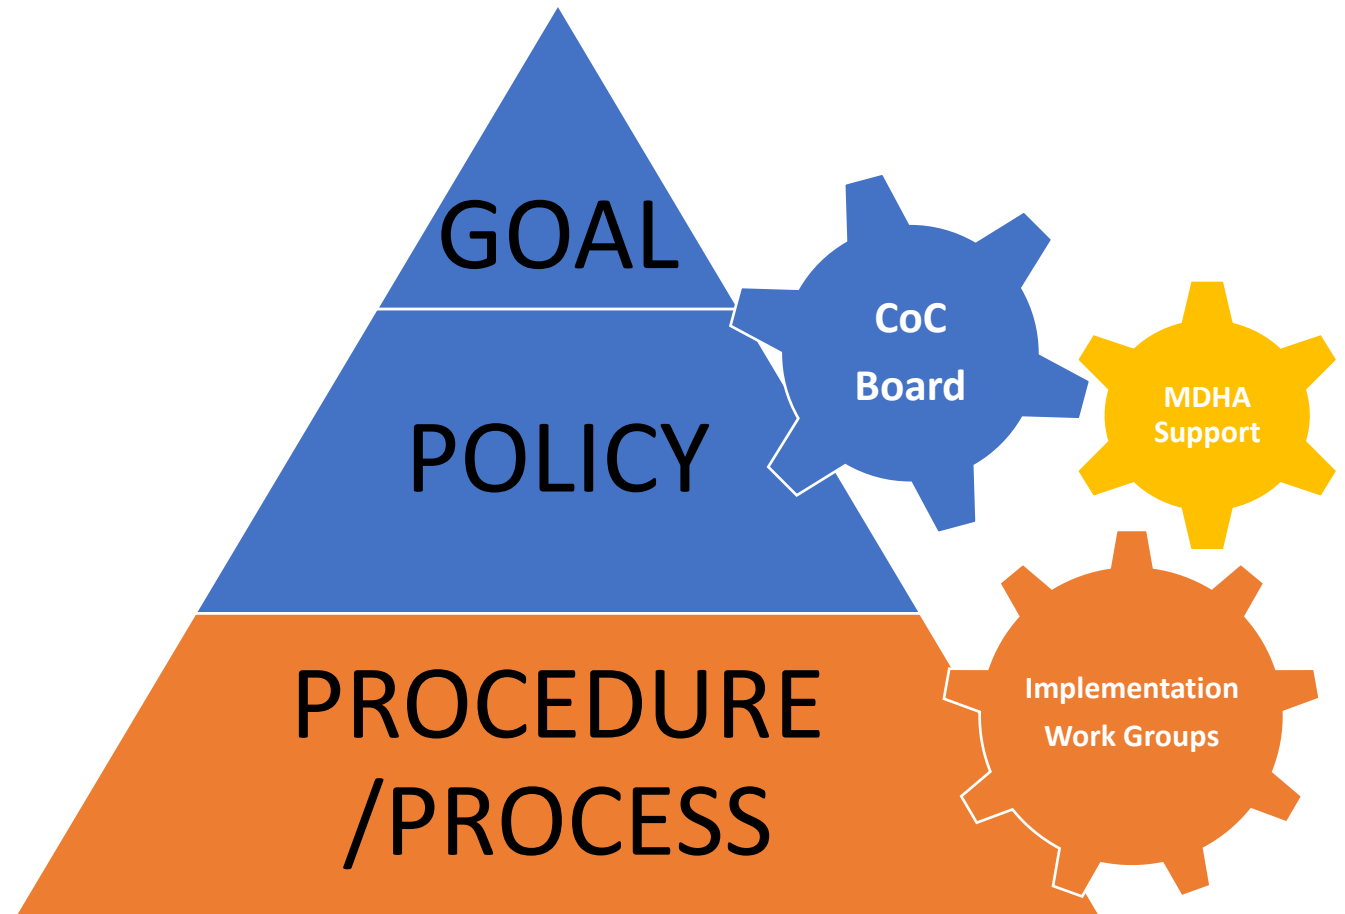 GOAL
POLICY
PROCEDURE
/PROCESS
CoC
Board
MDHA
Support
Implementation
Work Groups